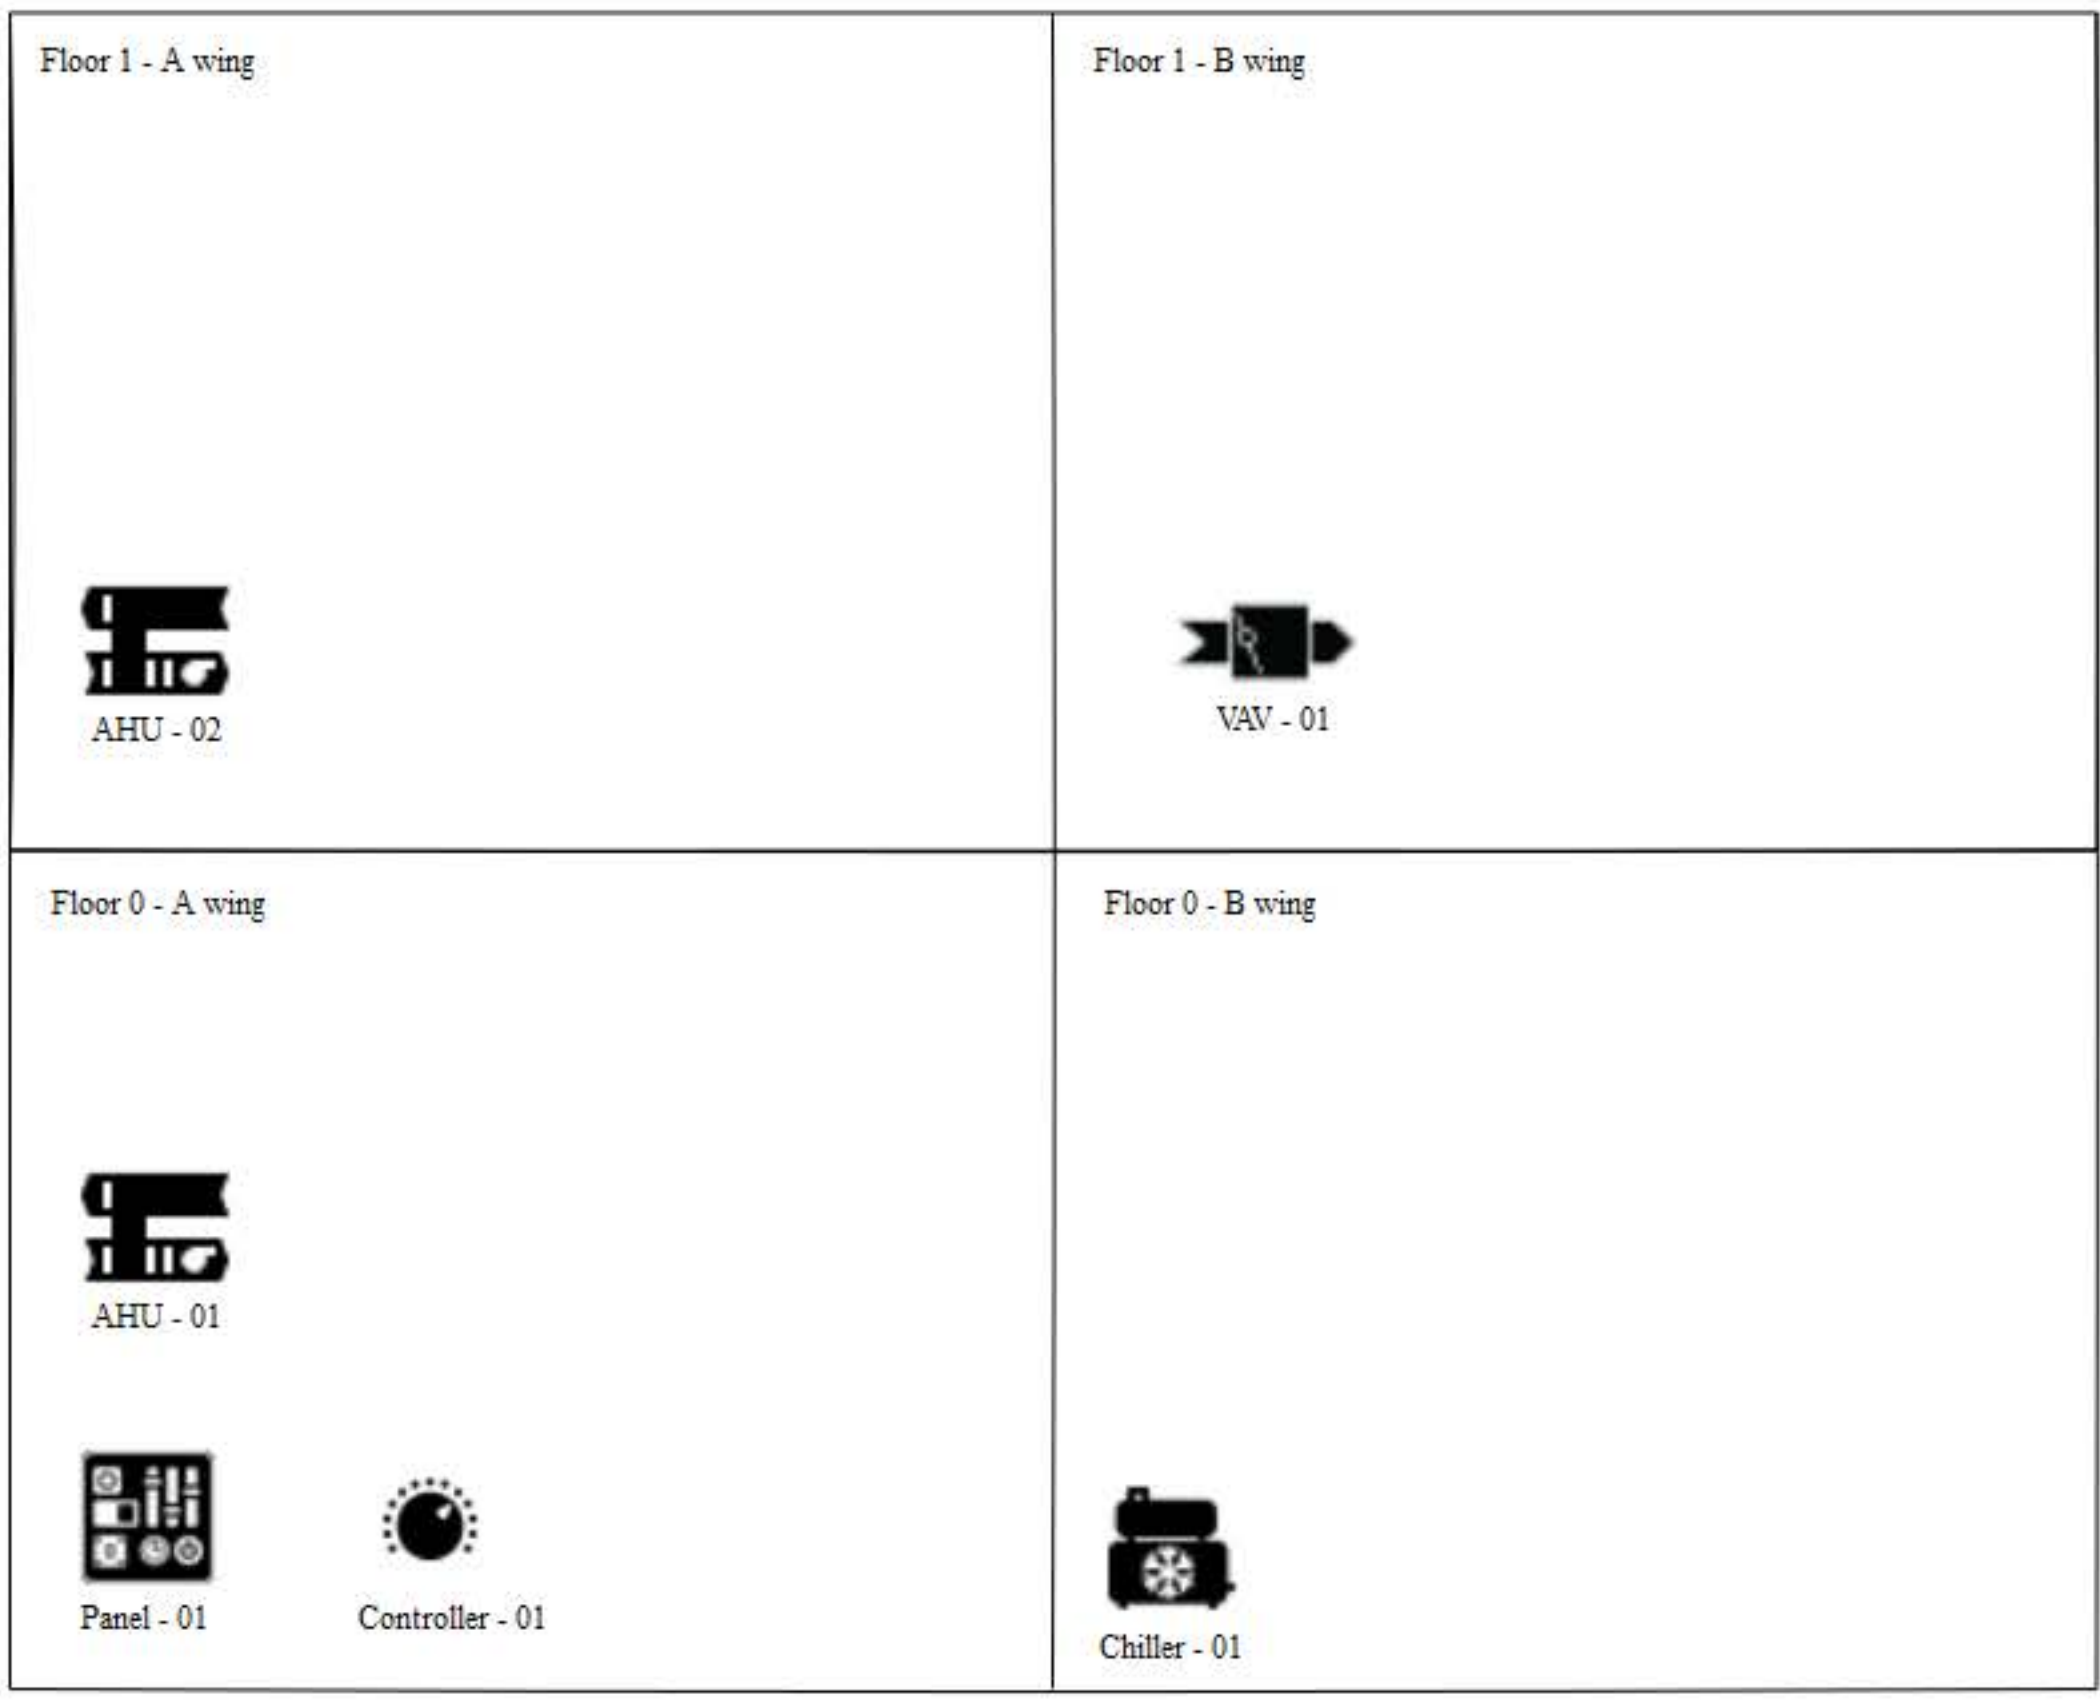 Floor 1 - A wing
Floor 1 - B wing
AHU - 02
VAV - 01
Floor 0 - A wing
Floor 0 - B wing
AHU - 01
Panel - 01
Controller - 01
Chiller - 01